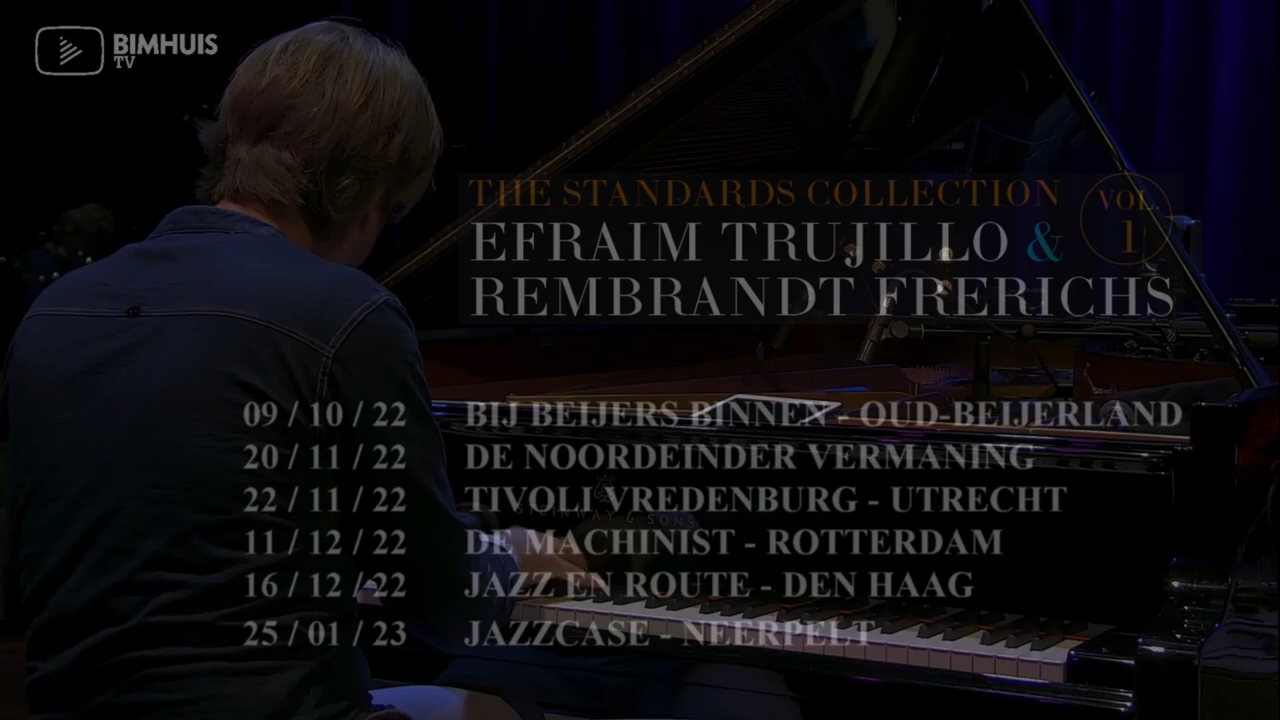 BIMHUIS
TV
THE STANDARDS COLLECTION
VOL.
1
EFRAIM TRUJILLO &
REMBRANDT FRERICHS
09 / 10 / 22 BIJ BEIJERS BINNEN - OUD-BEIJERLAND
20 / 11 / 22 DE NOORDEINDER VERMANING
22 / 11 / 22 TIVOLI VREDENBURG - UTRECHT
STEINWAY & SONS
11 / 12 / 22 DE MACHINIST - ROTTERDAM
16 / 12 / 22 JAZZ EN ROUTE - DEN HAAG
25 / 01 / 23 JAZZCASE - NEERPELT